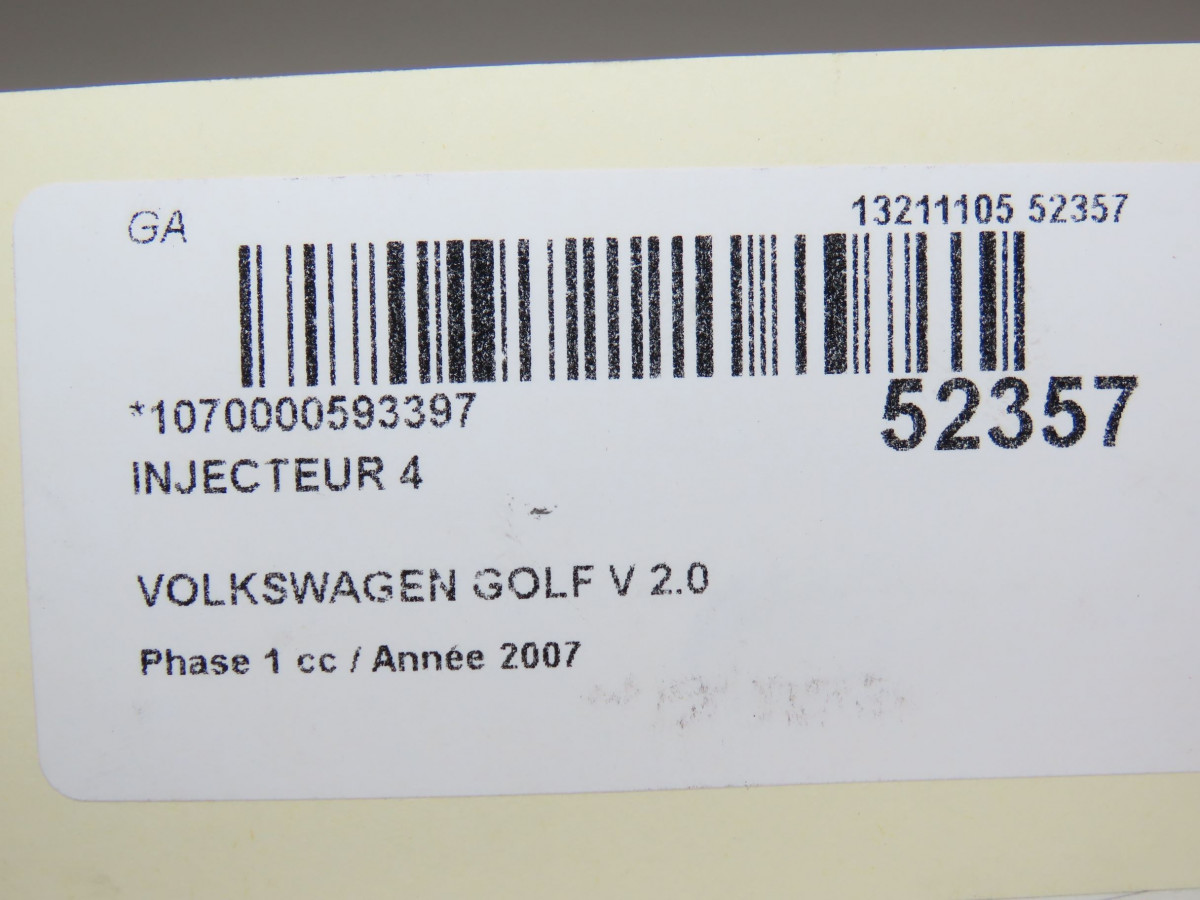 GA
13211105 52357
*1070000593397
52357
INJECTEUR 4
VOLKSWAGEN GOLF V 2.0
Phase 1 cc / Année 2007